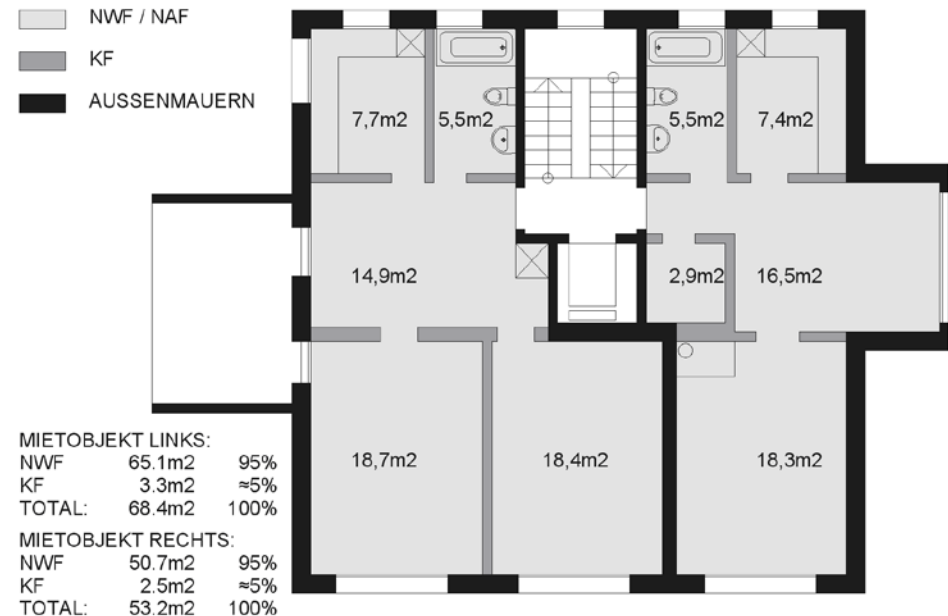 NWF / NAF
KF
AUSSENMAUERN
7,7m2 5,5m2 5,5m2 7,4m2
14,9m2 2,9m2 16,5m2
18,7m2 18,4m2 18,3m2
MIETOBJEKT LINKS:
NWF 65.1m2 95%
KF 3.3m2 ≈5%
TOTAL: 68.4m2 100%
MIETOBJEKT RECHTS:
NWF 50.7m2 95%
KF 2.5m2 ≈5%
TOTAL: 53.2m2 100%